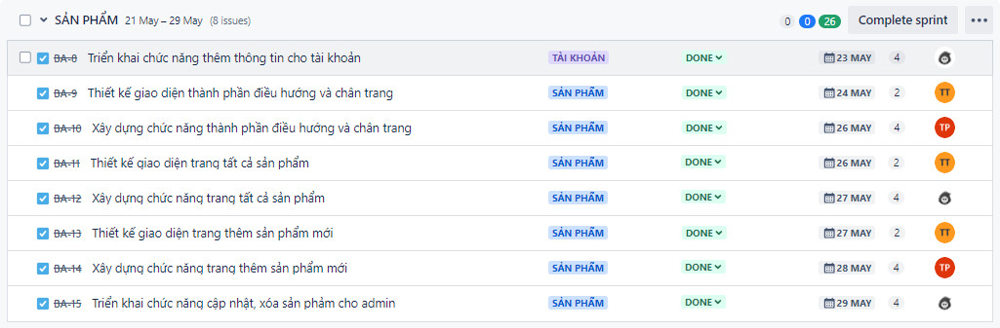 SẢN PHẨM 21 May – 29 May (8 issues) 0 0 26 Complete sprint
BA-8 Triển khai chức năng thêm thông tin cho tài khoản TÀI KHOẢN DONE 23 MAY 4
BA-9 Thiết kế giao diện thành phần điều hướng và chân trang SẢN PHẨM DONE 24 MAY 2 TT
BA-10 Xây dựng chức năng thành phần điều hướng và chân trang SẢN PHẨM DONE 26 MAY 4 TP
BA-11 Thiết kế giao diện trang tất cả sản phẩm SẢN PHẨM DONE 26 MAY 2 TT
BA-12 Xây dựng chức năng trang tất cả sản phẩm SẢN PHẨM DONE 27 MAY 4
BA-13 Thiết kế giao diện trang thêm sản phẩm mới SẢN PHẨM DONE 27 MAY 2 TT
BA-14 Xây dựng chức năng trang thêm sản phẩm mới SẢN PHẨM DONE 28 MAY 4 TP
BA-15 Triển khai chức năng cập nhật, xóa sản phảm cho admin SẢN PHẨM DONE 29 MAY 4